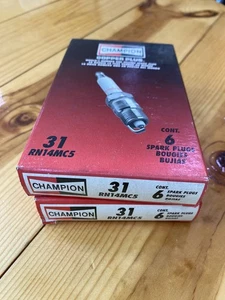 CHAMPION
COPPER PLUS
31
RN14MC5
CONT.
6
SPARK PLUGS
BOUGIES
BUJIAS
CHAMPION
31
RN14MC5
CONT.
6
SPARK PLUGS
BOUGIES
BUJIAS
CHAMPION
31
RN14MC5
CONT.
6
SPARK PLUGS
BOUGIES
BUJIAS